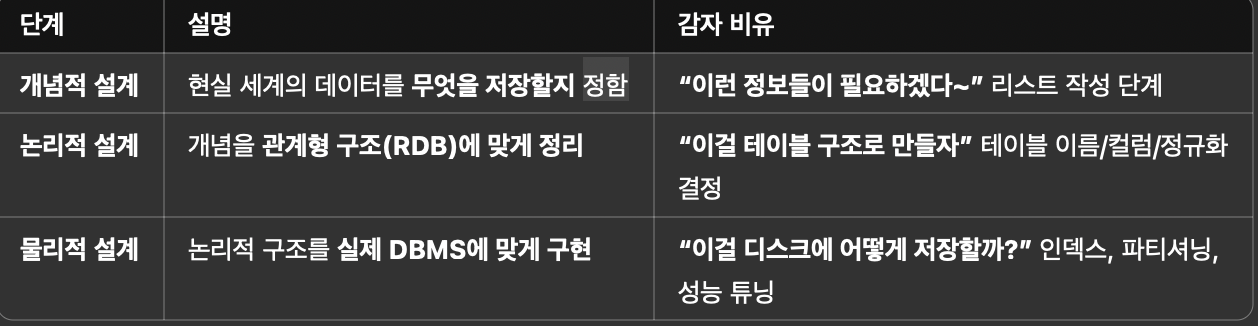 단계 설명 감자 비유
개념적 설계 현실 세계의 데이터를 무엇을 저장할지 정함 “이런 정보들이 필요하겠다~” 리스트 작성 단계
논리적 설계 개념을 관계형 구조(RDB)에 맞게 정리 “이걸 테이블 구조로 만들자” 테이블 이름/컬럼/정규화
결정
물리적 설계 논리적 구조를 실제 DBMS에 맞게 구현 “이걸 디스크에 어떻게 저장할까?” 인덱스, 파티셔닝,
성능 튜닝